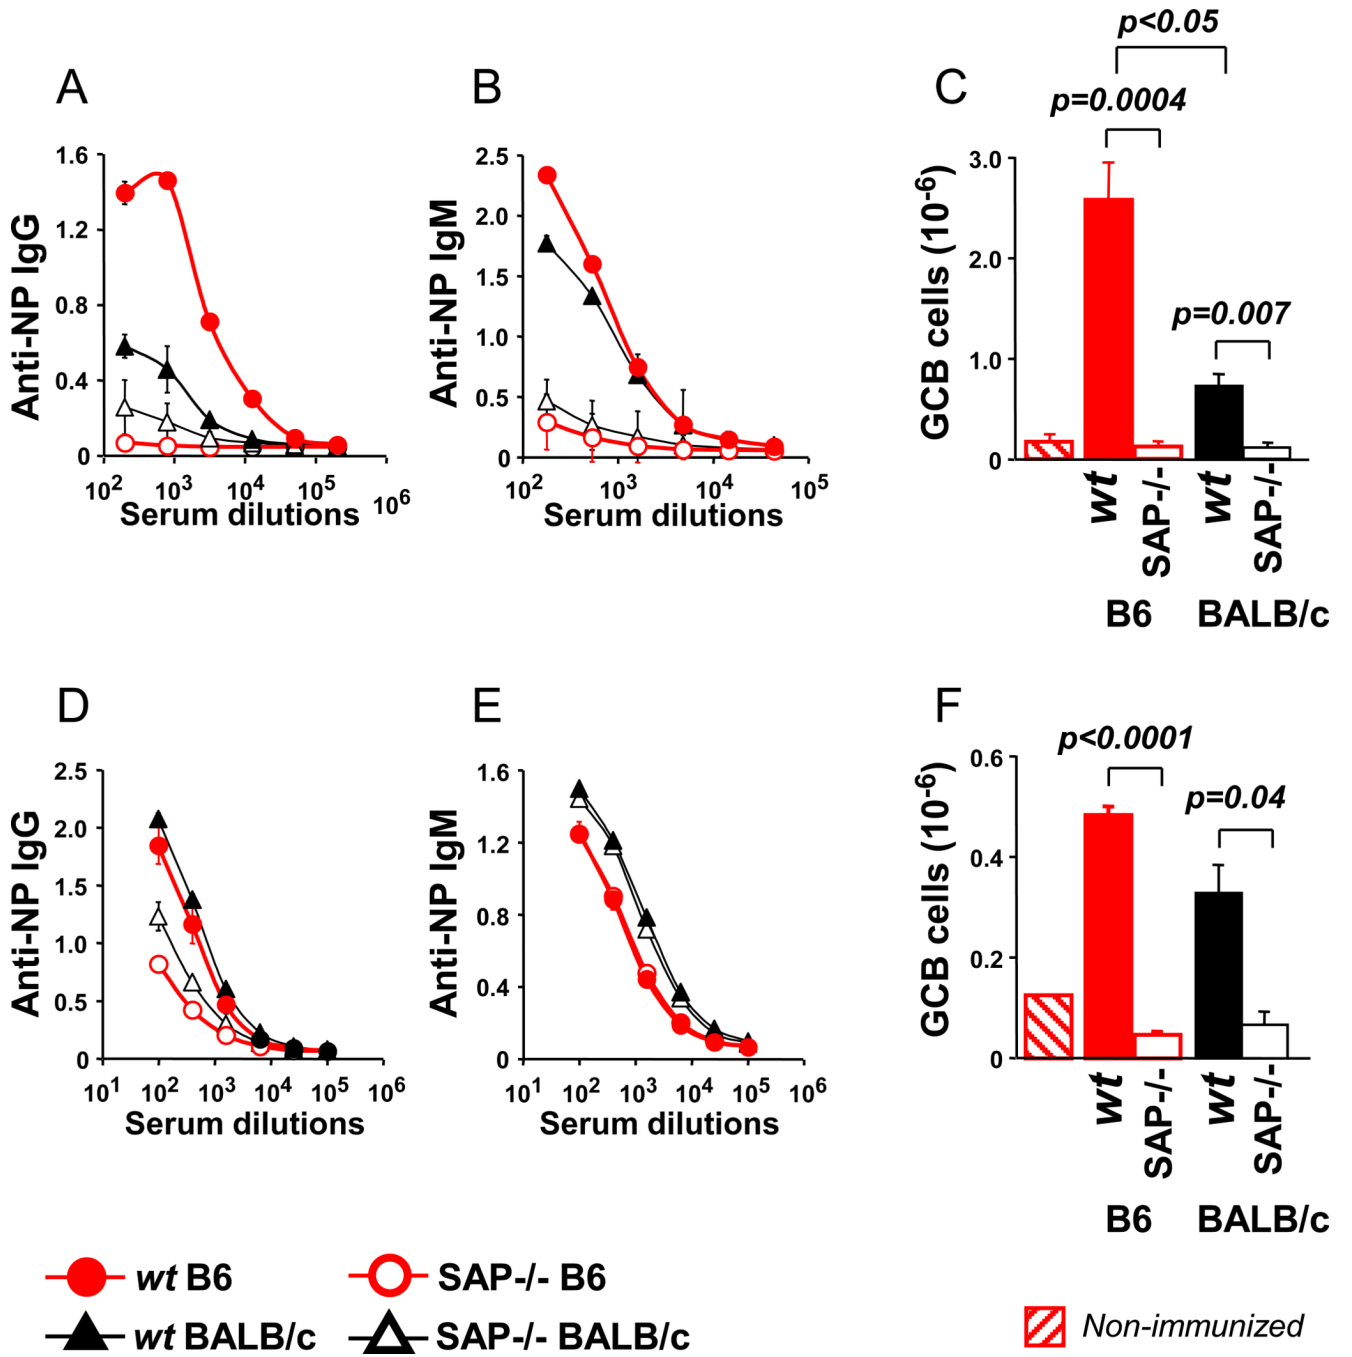 A
Anti-NP IgG
1.6
1.2
0.8
0.4
0
10² 10³ 10⁴ 10⁵ 10⁶
Serum dilutions
B
Anti-NP IgM
2.5
2.0
1.5
1.0
0.5
0
10² 10³ 10⁴ 10⁵
Serum dilutions
C
p<0.05
p=0.0004
p=0.007
GCB cells (10⁻⁶)
3.0
2.0
1.0
0
wt
SAP-/-
wt
SAP-/-
B6 BALB/c
D
Anti-NP IgG
2.5
2.0
1.5
1.0
0.5
0
10¹ 10² 10³ 10⁴ 10⁵ 10⁶
Serum dilutions
E
Anti-NP IgM
1.6
1.2
0.8
0.4
0
10¹ 10² 10³ 10⁴ 10⁵ 10⁶
Serum dilutions
F
p<0.0001
p=0.04
GCB cells (10⁻⁶)
0.6
0.4
0.2
0
wt
SAP-/-
wt
SAP-/-
B6 BALB/c
wt B6 SAP-/- B6
wt BALB/c SAP-/- BALB/c
Non-immunized